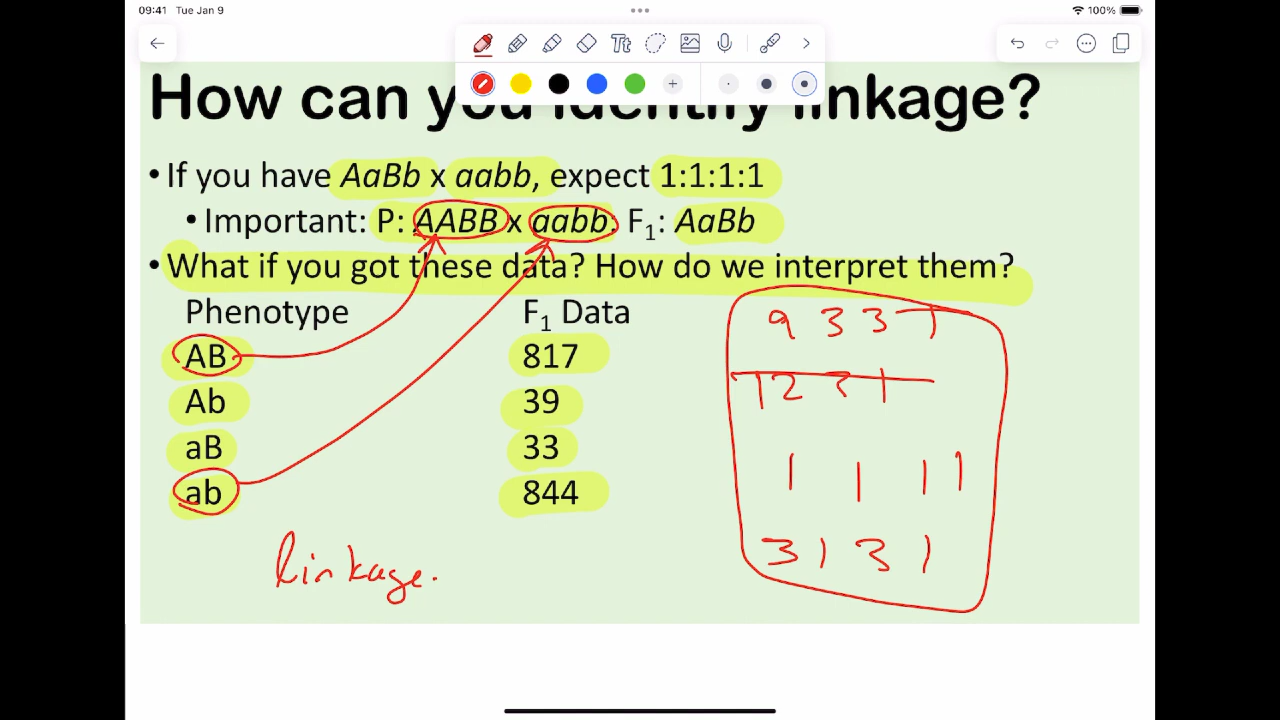 09:41 Tue Jan 9
100%
Tt
How can you identify linkage?
• If you have AaBb x aabb, expect 1:1:1:1
• Important: P: AABB x aabb; F1: AaBb
• What if you got these data? How do we interpret them?
Phenotype F1 Data
AB 817
Ab 39
aB 33
ab 844
9 3 3 1
1 2 1
1 1 1 1
3 1 3 1
linkage.